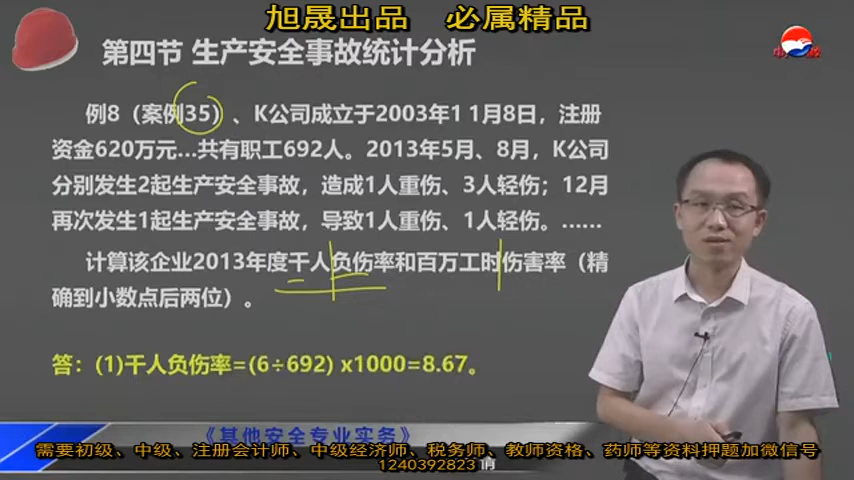 旭晟出品 必属精品
第四节 生产安全事故统计分析
例8（案例35）、K公司成立于2003年11月8日，注册
资金620万元...共有职工692人。2013年5月、8月，K公司
分别发生2起生产安全事故，造成1人重伤、3人轻伤；12月
再次发生1起生产安全事故，导致1人重伤、1人轻伤。......
计算该企业2013年度千人负伤率和百万工时伤害率（精
确到小数点后两位）。
答：(1)千人负伤率=(6÷692) x1000=8.67。
《其他安全专业实务》
需要初级、中级、注册会计师、中级经济师、税务师、教师资格、药师等资料押题加微信号
1240392823